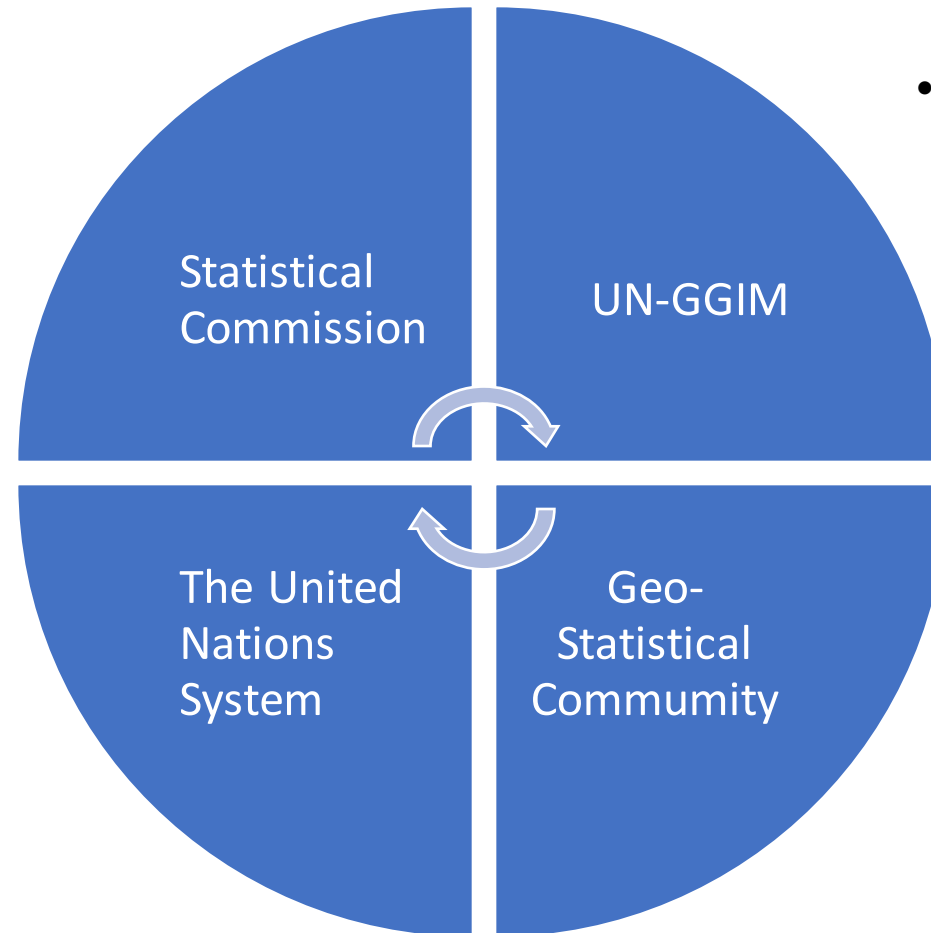 Statistical
Commission
UN-GGIM
The United
Nations
System
Geo-
Statistical
Commumity
•